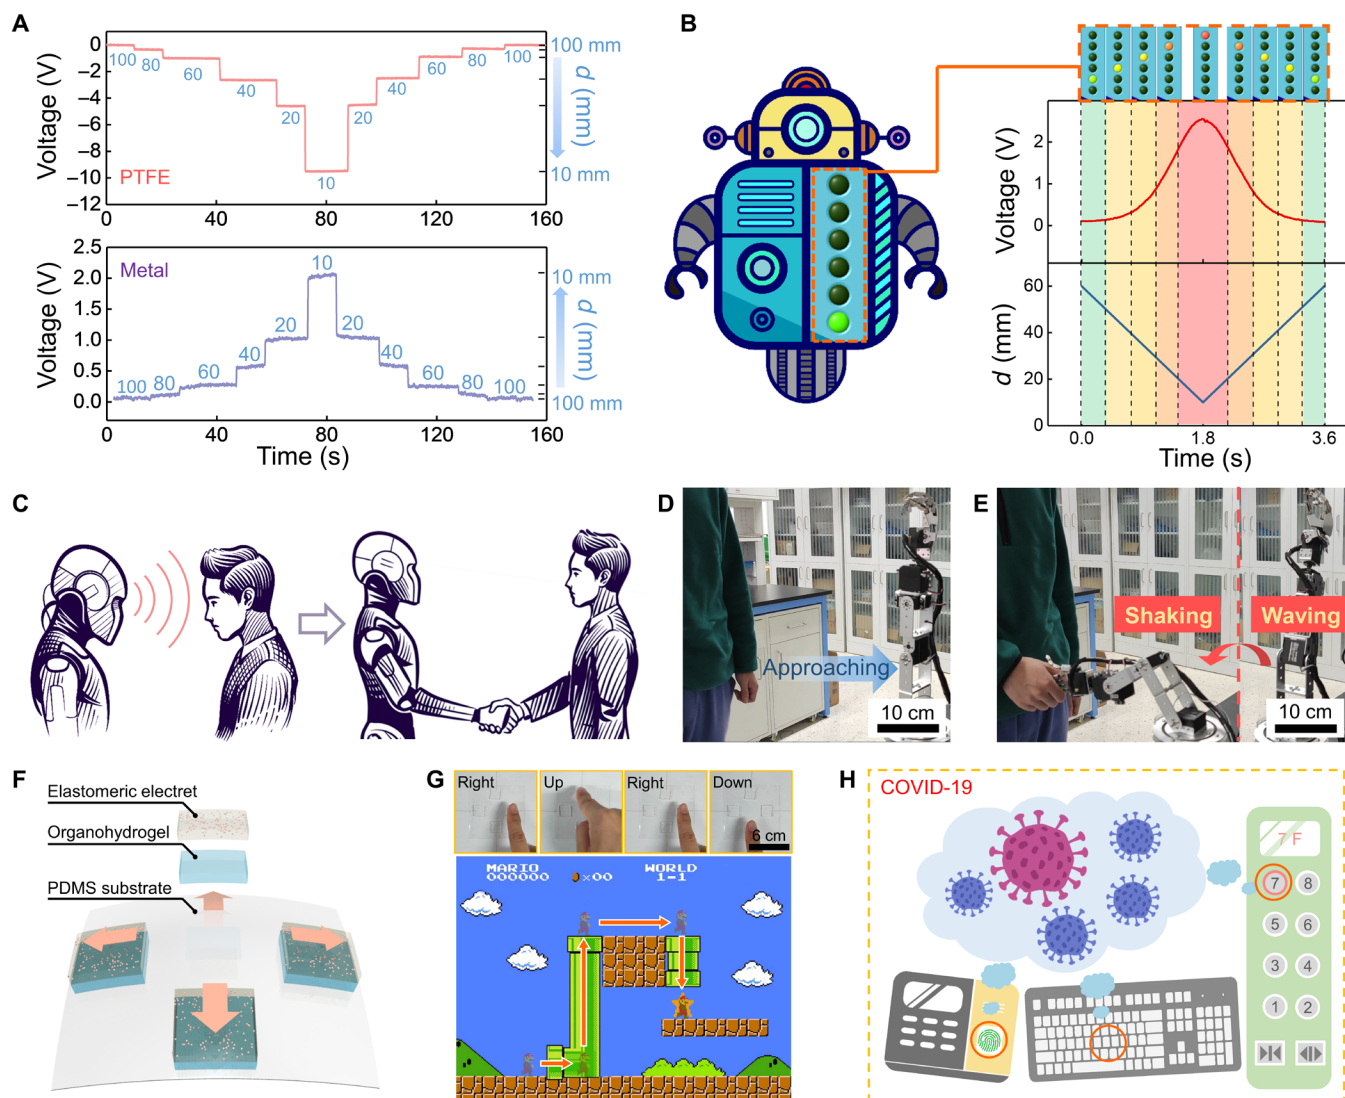 A
Voltage (V)
0
−2
−4
−6
−8
−10
−12
100
80
60
40
20
10
20
40
60
80
100
PTFE
100 mm
d (mm)
10 mm
0
40
80
120
160
Voltage (V)
2.5
2.0
1.5
1.0
0.5
0.0
Metal
100
80
60
40
20
10
20
40
60
80
100
10 mm
d (mm)
100 mm
0
40
80
120
160
Time (s)
B
Voltage (V)
2
1
0
d (mm)
60
40
20
0
0.0
1.8
3.6
Time (s)
C
D
Approaching
10 cm
E
Shaking
Waving
10 cm
F
Elastomeric electret
Organohydrogel
PDMS substrate
G
Right
Up
Right
Down
6 cm
MARIO
WORLD
000000
×00
1-1
H
COVID-19
7 F
7
8
5
6
3
4
1
2